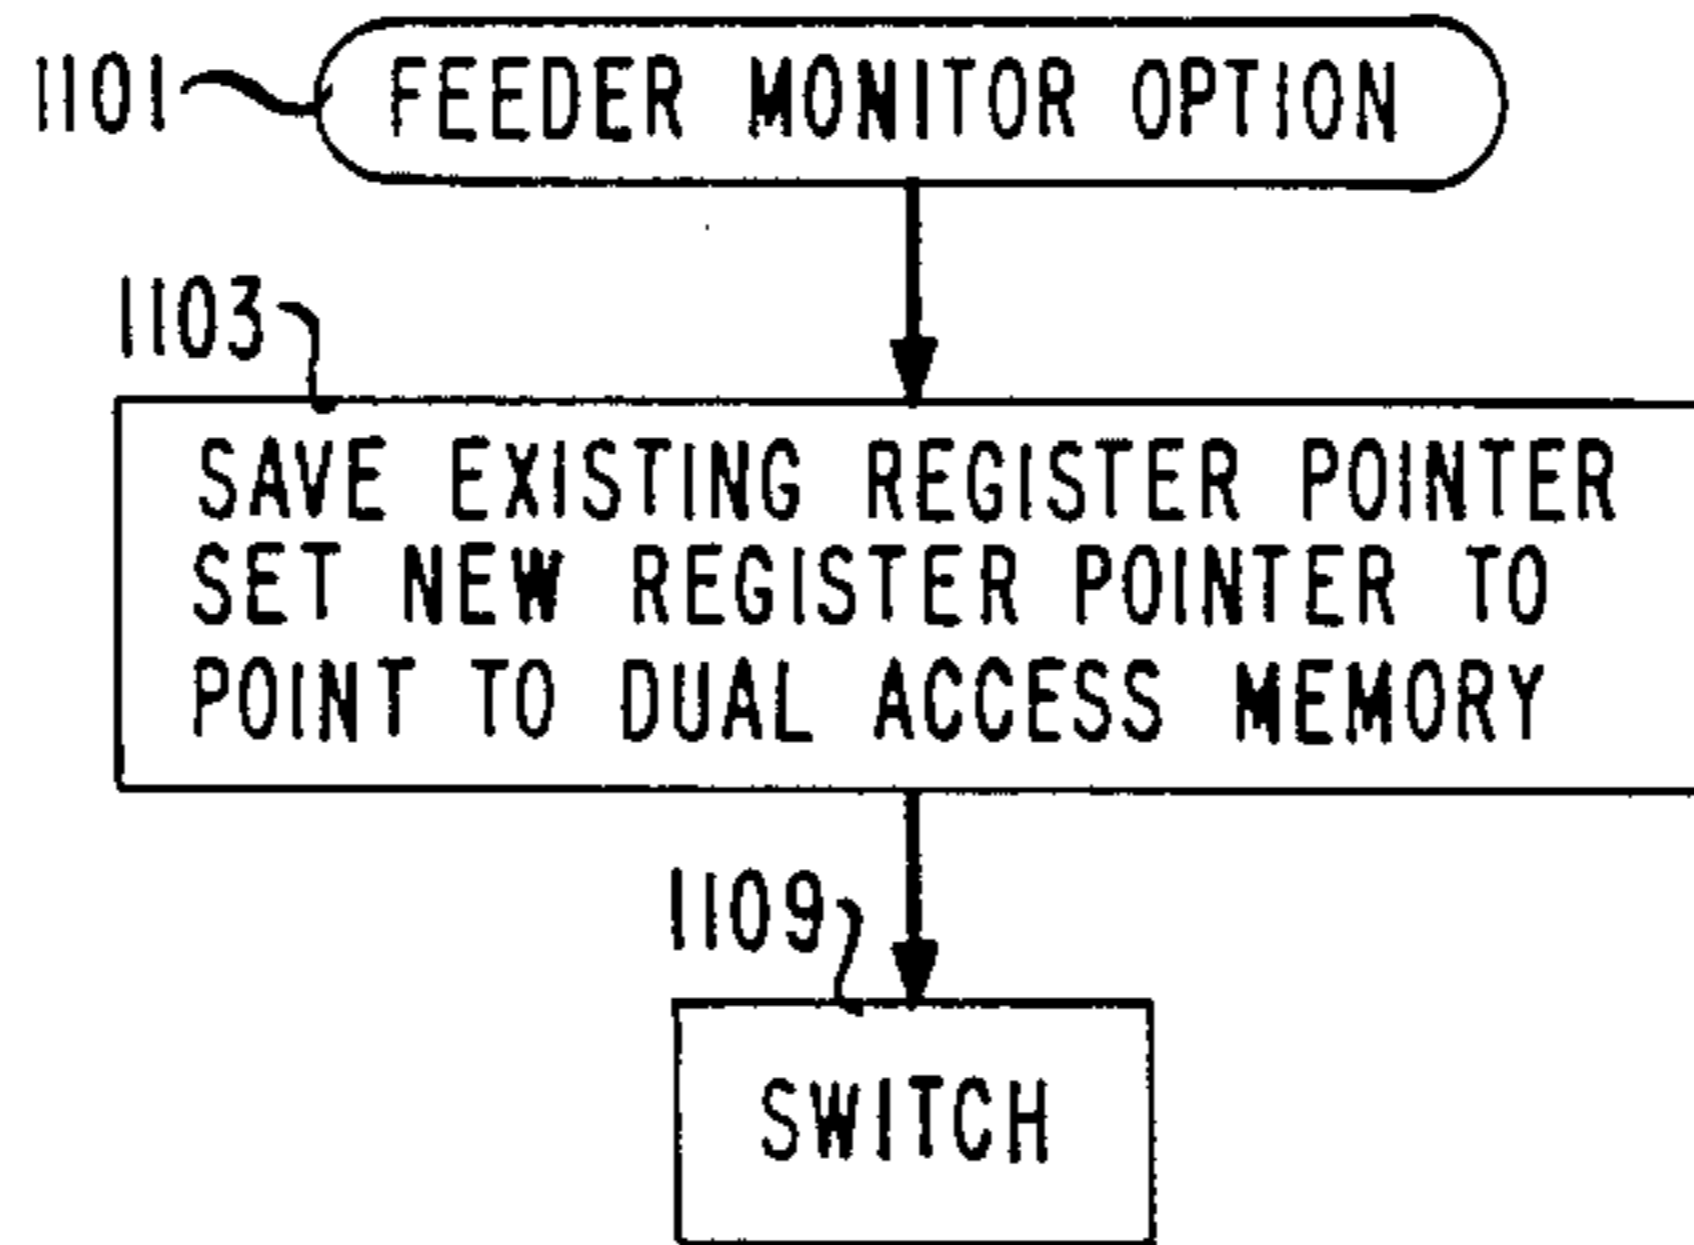 1101 FEEDER MONITOR OPTION
1103
SAVE EXISTING REGISTER POINTER
SET NEW REGISTER POINTER TO
POINT TO DUAL ACCESS MEMORY
1109
SWITCH